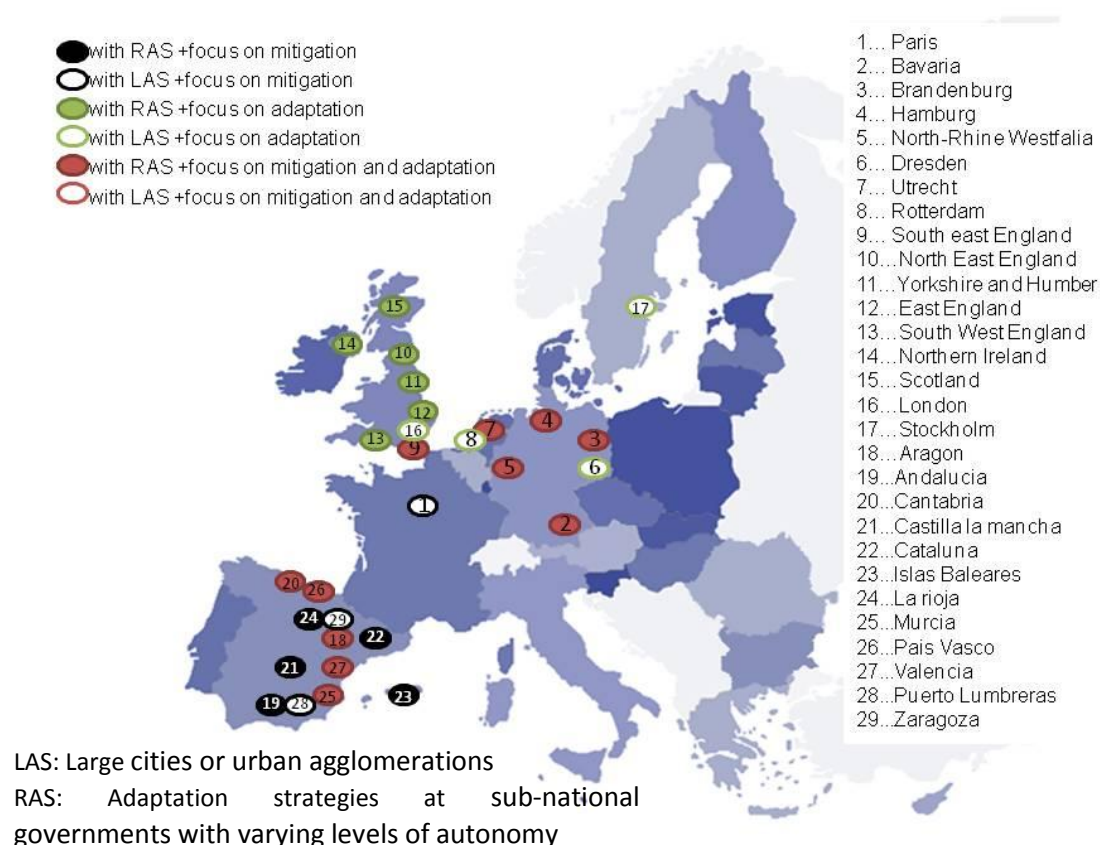 with RAS +focus on mitigation
with LAS +focus on mitigation
with RAS +focus on adaptation
with LAS +focus on adaptation
with RAS +focus on mitigation and adaptation
with LAS +focus on mitigation and adaptation
1... Paris
2... Bavaria
3... Brandenburg
4... Hamburg
5... North-Rhine Westfalia
6... Dresden
7... Utrecht
8... Rotterdam
9... South east England
10...North East England
11...Yorkshire and Humber
12...East England
13...South West England
14...Northern Ireland
15...Scotland
16...London
17...Stockholm
18...Aragon
19...Andalucia
20...Cantabria
21...Castilla la mancha
22...Cataluna
23...Islas Baleares
24...La rioja
25...Murcia
26...Pais Vasco
27...Valencia
28...Puerto Lumbreras
29...Zaragoza
15
17
14
10
11
12
16
13
9
8
7
4
3
5
6
1
2
20
26
24
29
18
22
21
27
19
28
25
23
LAS: Large cities or urban agglomerations
RAS: Adaptation strategies at sub-national
governments with varying levels of autonomy